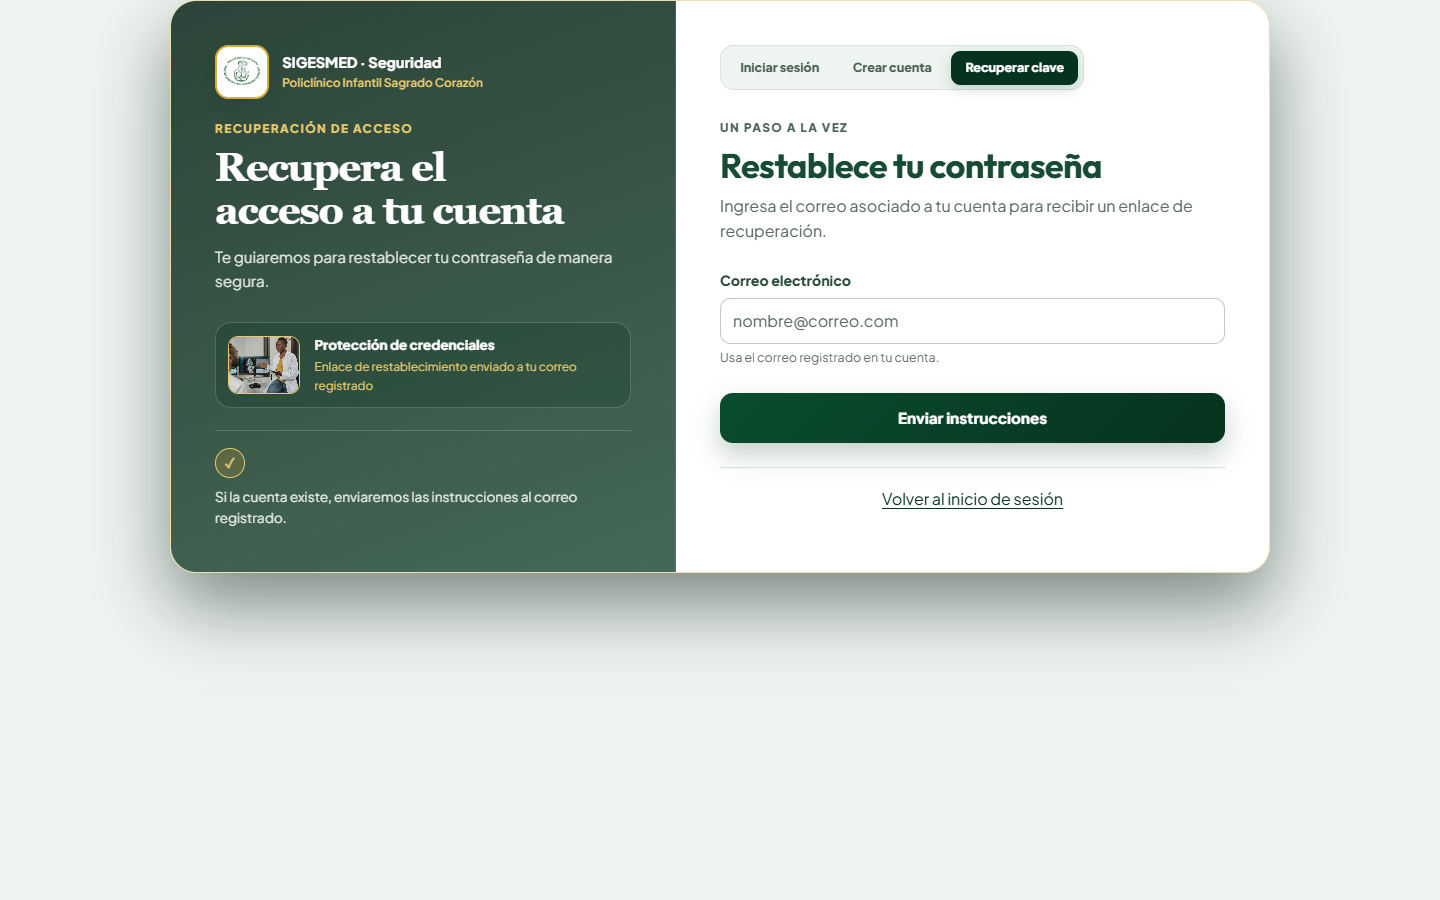 SIGESMED · Seguridad
Policlínico Infantil Sagrado Corazón
RECUPERACIÓN DE ACCESO
Recupera el
acceso a tu cuenta
Te guiaremos para restablecer tu contraseña de manera
segura.
Protección de credenciales
Enlace de restablecimiento enviado a tu correo
registrado
Si la cuenta existe, enviaremos las instrucciones al correo
registrado.
Iniciar sesión
Crear cuenta
Recuperar clave
UN PASO A LA VEZ
Restablece tu contraseña
Ingresa el correo asociado a tu cuenta para recibir un enlace de
recuperación.
Correo electrónico
nombre@correo.com
Usa el correo registrado en tu cuenta.
Enviar instrucciones
Volver al inicio de sesión